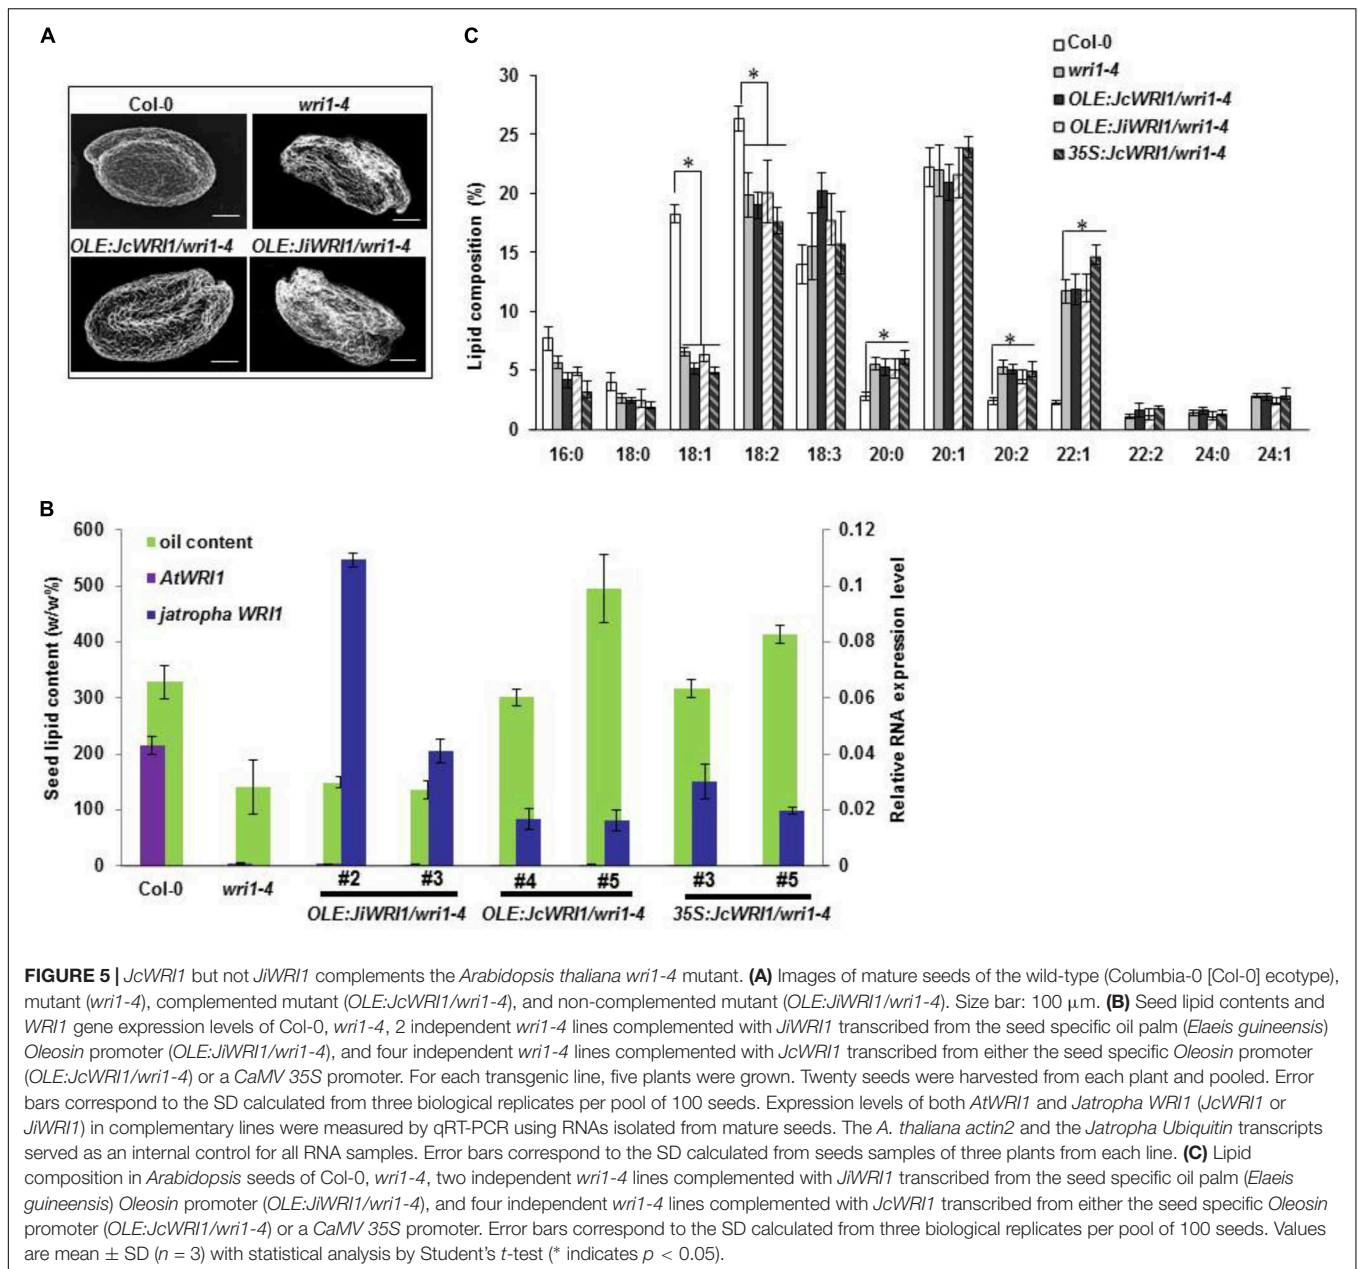 A
Col-0
wri1-4
OLE:JcWRI1/wri1-4
OLE:JiWRI1/wri1-4
C
Col-0
wri1-4
OLE:JcWRI1/wri1-4
OLE:JiWRI1/wri1-4
35S:JcWRI1/wri1-4
Lipid composition (%)
30
25
20
15
10
5
0
*
*
*
*
*
16:0 18:0 18:1 18:2 18:3 20:0 20:1 20:2 22:1 22:2 24:0 24:1
B
oil content
AtWRI1
jatropha WRI1
Seed lipid content (w/w%)
600
500
400
300
200
100
0
Relative RNA expression level
0.12
0.1
0.08
0.06
0.04
0.02
0
Col-0 wri1-4 #2 #3 #4 #5 #3 #5
OLE:JiWRI1/wri1-4 OLE:JcWRI1/wri1-4 35S:JcWRI1/wri1-4
FIGURE 5 | JcWRI1 but not JiWRI1 complements the Arabidopsis thaliana wri1-4 mutant. (A) Images of mature seeds of the wild-type (Columbia-0 [Col-0] ecotype),
mutant (wri1-4), complemented mutant (OLE:JcWRI1/wri1-4), and non-complemented mutant (OLE:JiWRI1/wri1-4). Size bar: 100 μm. (B) Seed lipid contents and
WRI1 gene expression levels of Col-0, wri1-4, 2 independent wri1-4 lines complemented with JiWRI1 transcribed from the seed specific oil palm (Elaeis guineensis)
Oleosin promoter (OLE:JiWRI1/wri1-4), and four independent wri1-4 lines complemented with JcWRI1 transcribed from either the seed specific Oleosin promoter
(OLE:JcWRI1/wri1-4) or a CaMV 35S promoter. For each transgenic line, five plants were grown. Twenty seeds were harvested from each plant and pooled. Error
bars correspond to the SD calculated from three biological replicates per pool of 100 seeds. Expression levels of both AtWRI1 and Jatropha WRI1 (JcWRI1 or
JiWRI1) in complementary lines were measured by qRT-PCR using RNAs isolated from mature seeds. The A. thaliana actin2 and the Jatropha Ubiquitin transcripts
served as an internal control for all RNA samples. Error bars correspond to the SD calculated from seeds samples of three plants from each line. (C) Lipid
composition in Arabidopsis seeds of Col-0, wri1-4, two independent wri1-4 lines complemented with JiWRI1 transcribed from the seed specific oil palm (Elaeis
guineensis) Oleosin promoter (OLE:JiWRI1/wri1-4), and four independent wri1-4 lines complemented with JcWRI1 transcribed from either the seed specific Oleosin
promoter (OLE:JcWRI1/wri1-4) or a CaMV 35S promoter. Error bars correspond to the SD calculated from three biological replicates per pool of 100 seeds. Values
are mean ± SD (n = 3) with statistical analysis by Student's t-test (* indicates p < 0.05).